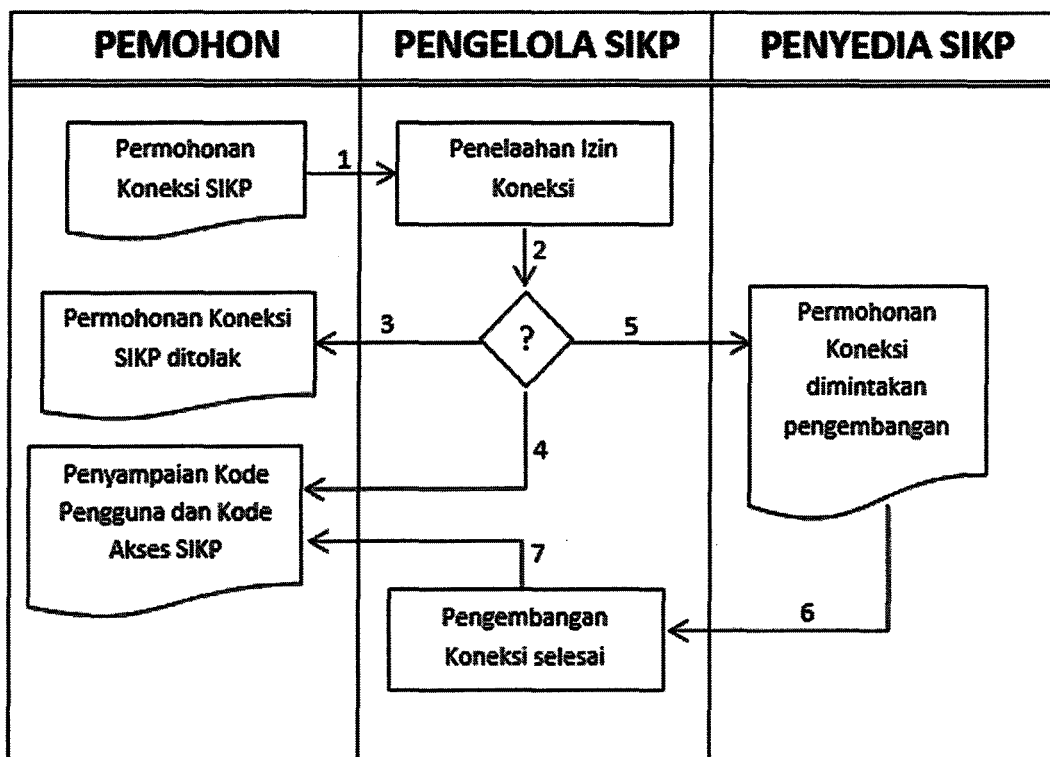 PEMOHON
PENGELOLA SIKP
PENYEDIA SIKP
Permohonan
Koneksi SIKP
1
Penelaahan Izin
Koneksi
2
Permohonan Koneksi
SIKP ditolak
3
?
5
Permohonan
Koneksi
dimintakan
pengembangan
4
Penyampaian Kode
Pengguna dan Kode
Akses SIKP
7
Pengembangan
Koneksi selesai
6